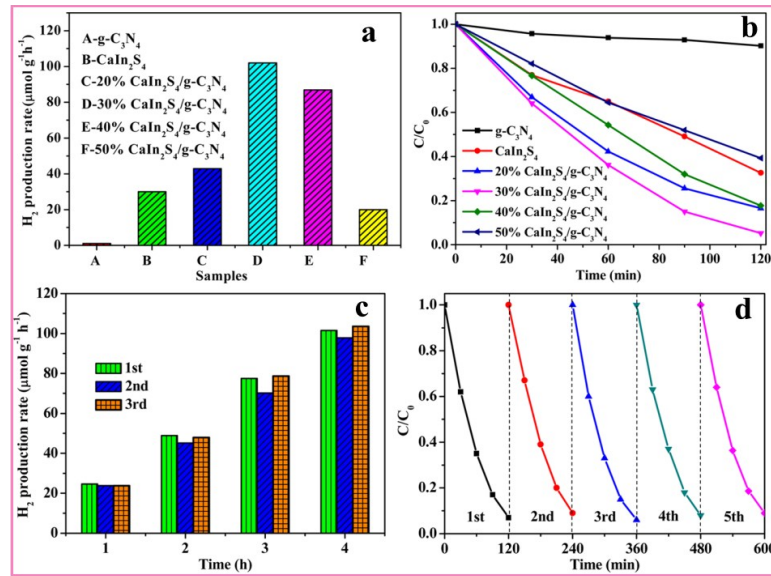 a
H₂ production rate (μmol g⁻¹h⁻¹)
120
100
80
60
40
20
0
A-g-C₃N₄
B-CaIn₂S₄
C-20% CaIn₂S₄/g-C₃N₄
D-30% CaIn₂S₄/g-C₃N₄
E-40% CaIn₂S₄/g-C₃N₄
F-50% CaIn₂S₄/g-C₃N₄
A B C D E F
Samples
b
C/C₀
1.0
0.8
0.6
0.4
0.2
0.0
g-C₃N₄
CaIn₂S₄
20% CaIn₂S₄/g-C₃N₄
30% CaIn₂S₄/g-C₃N₄
40% CaIn₂S₄/g-C₃N₄
50% CaIn₂S₄/g-C₃N₄
0 20 40 60 80 100 120
Time (min)
c
H₂ production rate (μmol g⁻¹ h⁻¹)
120
100
80
60
40
20
0
1st
2nd
3rd
1 2 3 4
Time (h)
d
C/C₀
1.0
0.8
0.6
0.4
0.2
0.0
1st 2nd 3rd 4th 5th
0 120 240 360 480 600
Time (min)